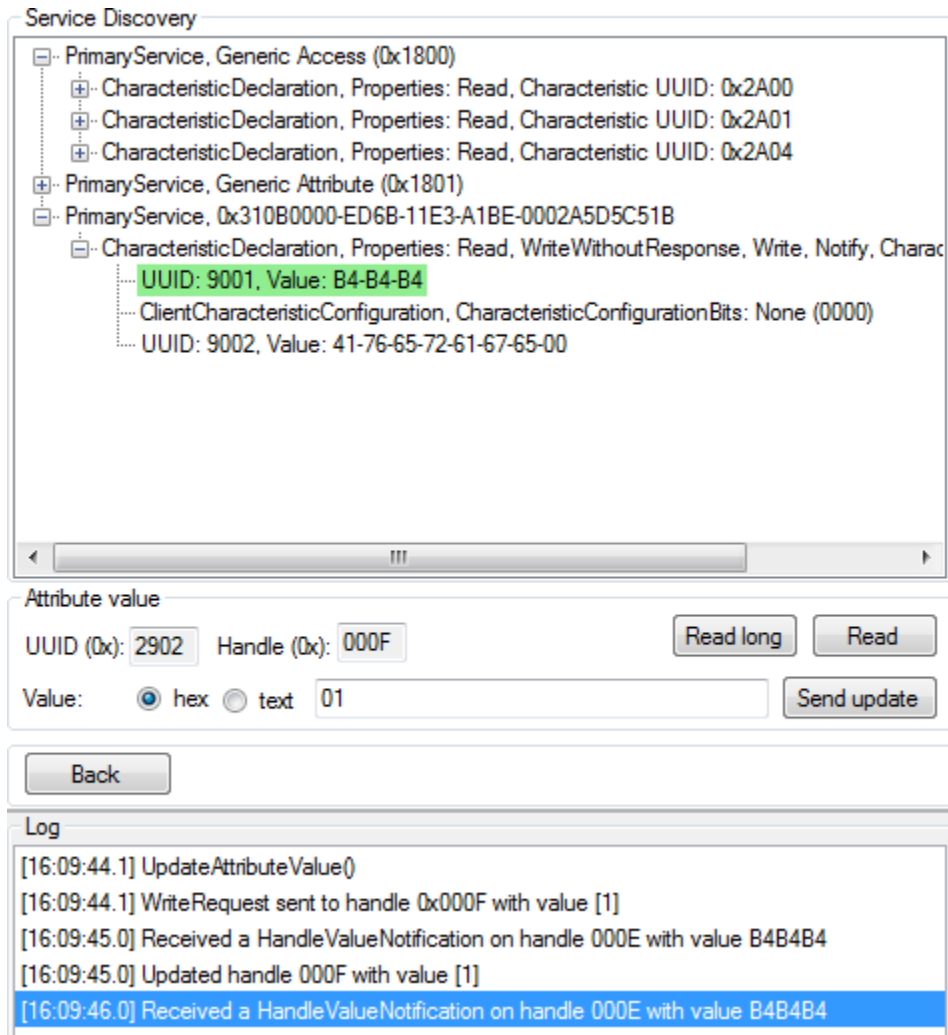 Service Discovery
PrimaryService, Generic Access (0x1800)
CharacteristicDeclaration, Properties: Read, Characteristic UUID: 0x2A00
CharacteristicDeclaration, Properties: Read, Characteristic UUID: 0x2A01
CharacteristicDeclaration, Properties: Read, Characteristic UUID: 0x2A04
PrimaryService, Generic Attribute (0x1801)
PrimaryService, 0x310B0000-ED6B-11E3-A1BE-0002A5D5C51B
CharacteristicDeclaration, Properties: Read, WriteWithoutResponse, Write, Notify, Charac
UUID: 9001, Value: B4-B4-B4
ClientCharacteristicConfiguration, CharacteristicConfigurationBits: None (0000)
UUID: 9002, Value: 41-76-65-72-61-67-65-00
Attribute value
UUID (0x): 2902 Handle (0x): 000F Read long Read
Value: hex text 01 Send update
Back
Log
[16:09:44.1] UpdateAttributeValue()
[16:09:44.1] WriteRequest sent to handle 0x000F with value [1]
[16:09:45.0] Received a HandleValueNotification on handle 000E with value B4B4B4
[16:09:45.0] Updated handle 000F with value [1]
[16:09:46.0] Received a HandleValueNotification on handle 000E with value B4B4B4